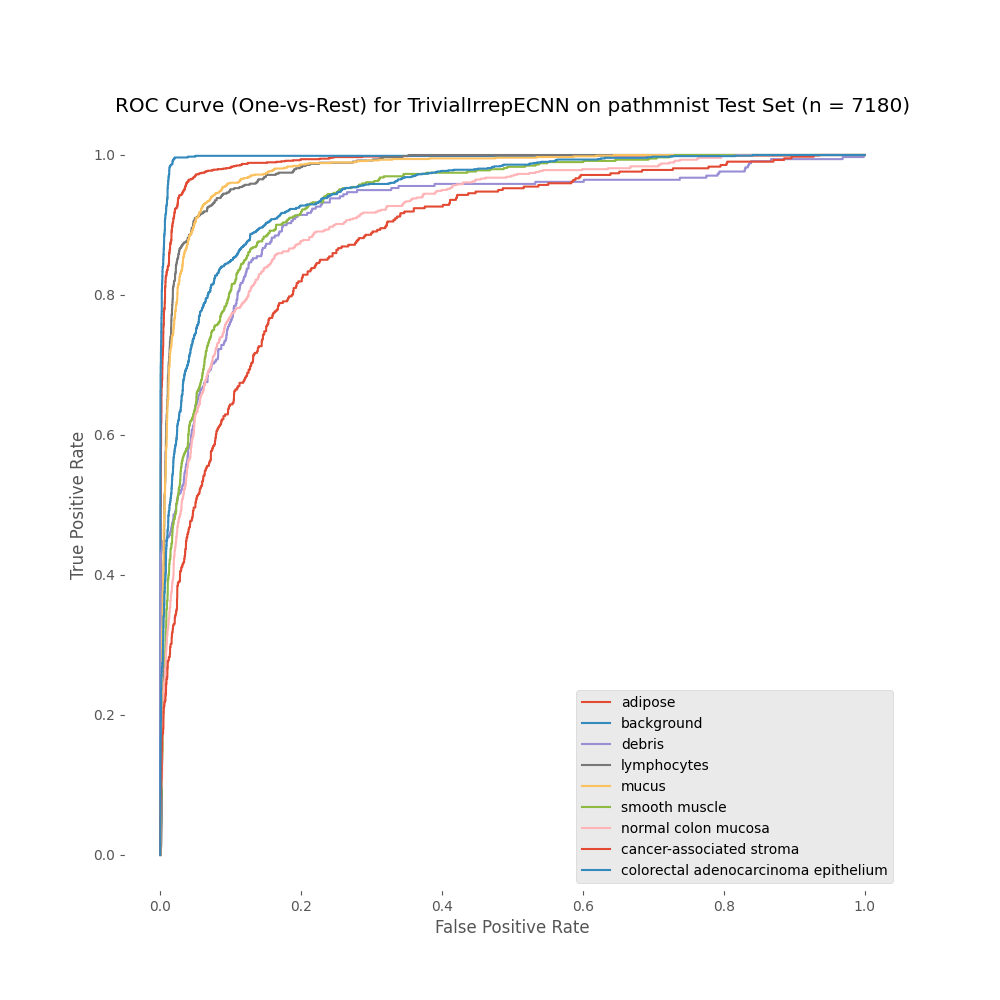 ROC Curve (One-vs-Rest) for TrivialIrrepECNN on pathmnist Test Set (n = 7180)
1.0
0.8
0.6
0.4
0.2
0.0
True Positive Rate
adipose
background
debris
lymphocytes
mucus
smooth muscle
normal colon mucosa
cancer-associated stroma
colorectal adenocarcinoma epithelium
0.0 0.2 0.4 0.6 0.8 1.0
False Positive Rate